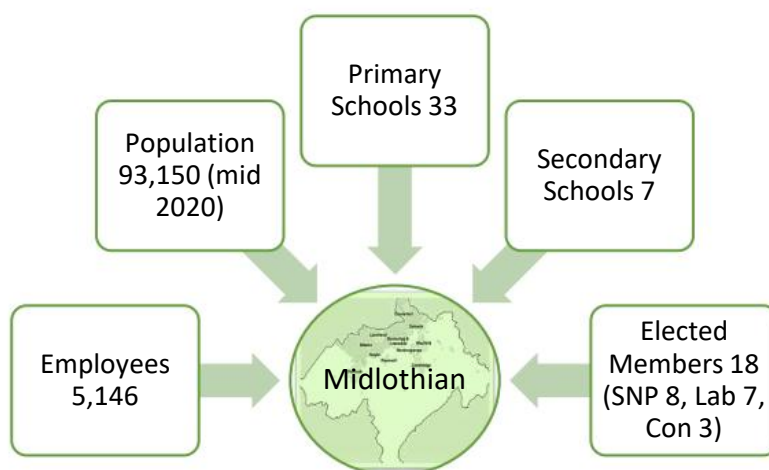 Primary
Schools 33
Population
93,150 (mid
2020)
Secondary
Schools 7
Employees
5,146
Midlothian
Elected
Members 18
(SNP 8, Lab 7,
Con 3)